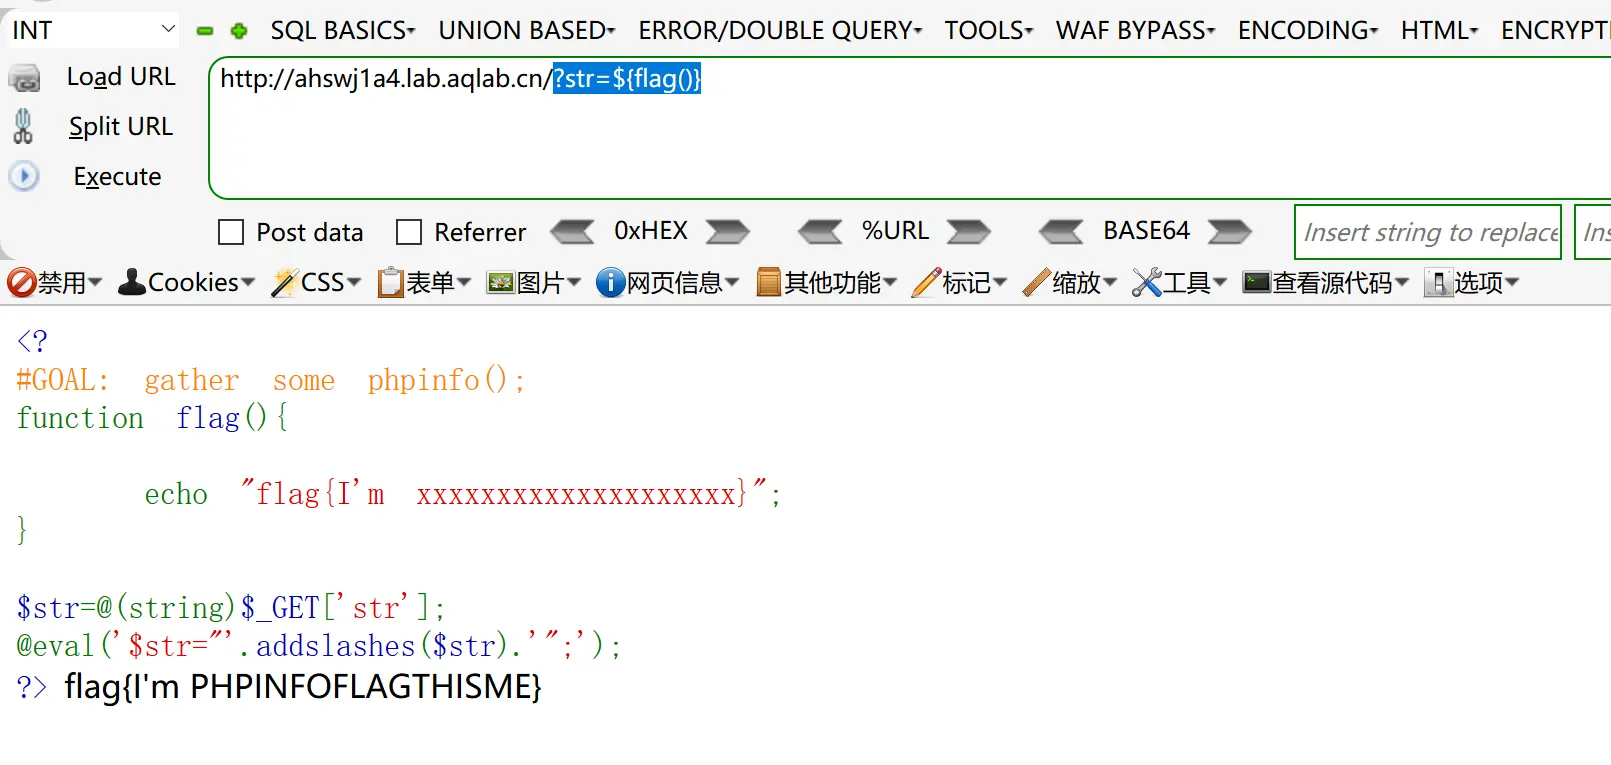 INT SQL BASICS UNION BASED ERROR/DOUBLE QUERY TOOLS WAF BYPASS ENCODING HTML ENCRYPTI
Load URL http://ahswj1a4.lab.aqlab.cn/?str=${flag()}
Split URL
Execute
Post data Referrer 0xHEX %URL BASE64 Insert string to replace Ins
禁用 Cookies CSS 表单 图片 网页信息 其他功能 标记 缩放 工具 查看源代码 选项
<?
#GOAL: gather some phpinfo();
function flag(){
echo "flag{I'm xxxxxxxxxxxxxxxxxxxx}";
}
$str=@(string)$_GET['str'];
@eval('$str="'.addslashes($str).'";');
?> flag{I'm PHPINFOFLAGTHISME}